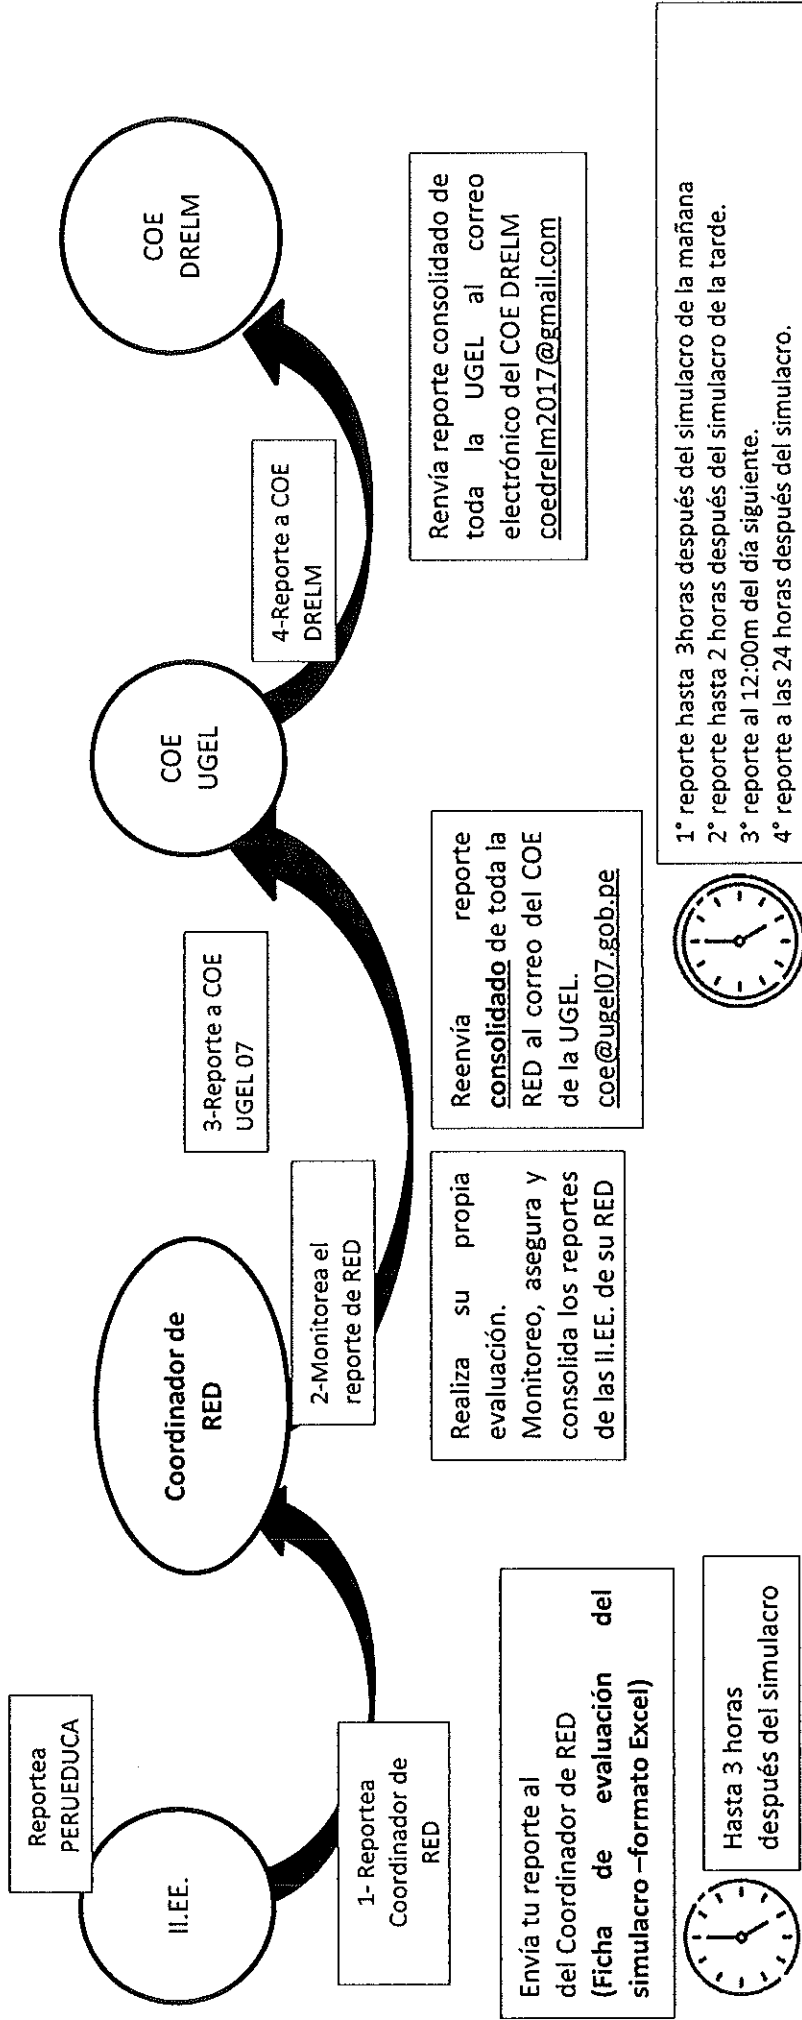 Reportea
PERUEDUCA
II.EE.
1- Reportea
Coordinador de
RED
Envía tu reporte al
del Coordinador de RED
(Ficha de evaluación del
simulacro –formato Excel)
Hasta 3 horas
después del simulacro
Coordinador de
RED
2-Monitorea el
reporte de RED
Realiza su propia
evaluación.
Monitoreo, asegura y
consolida los reportes
de las II.EE. de su RED
3-Reporte a COE
UGEL 07
Reenvía reporte
consolidado de toda la
RED al correo del COE
de la UGEL.
coe@ugel07.gob.pe
COE
UGEL
4-Reporte a COE
DRELM
COE
DRELM
Renvía reporte consolidado de
toda la UGEL al correo
electrónico del COE DRELM
coedrelm2017@gmail.com
1° reporte hasta 3horas después del simulacro de la mañana
2° reporte hasta 2 horas después del simulacro de la tarde.
3° reporte al 12:00m del día siguiente.
4° reporte a las 24 horas después del simulacro.